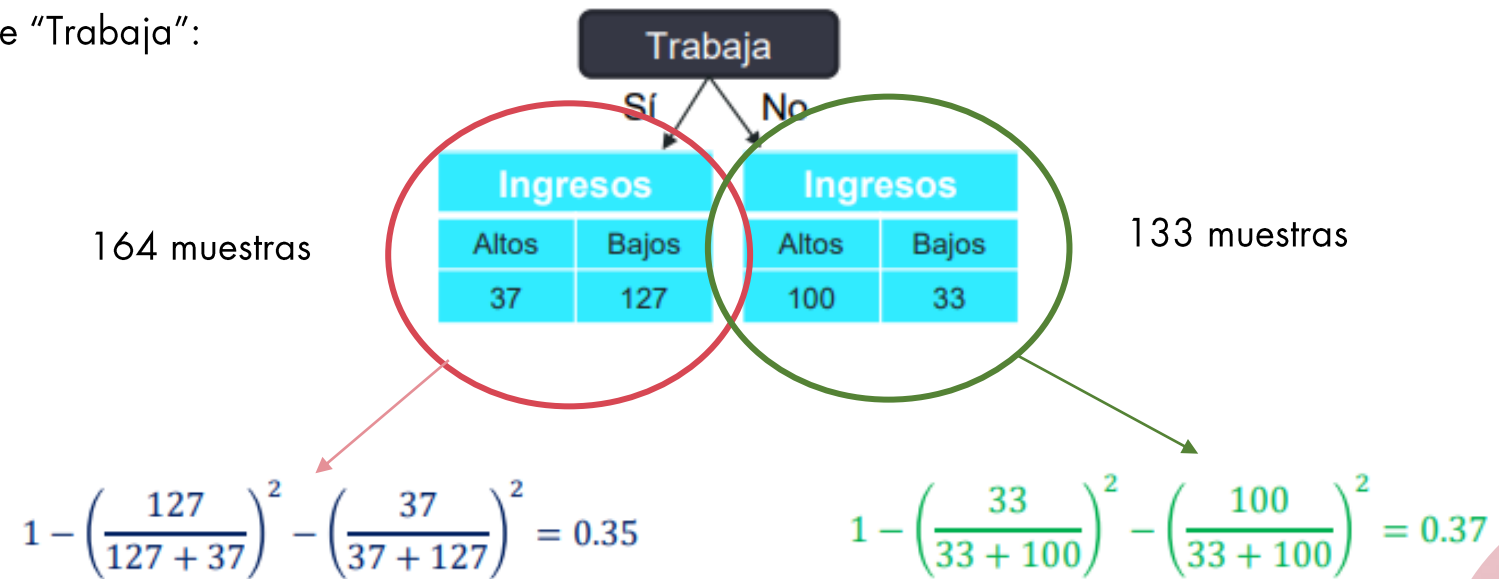 e “Trabaja”:
Trabaja
Sí No
Ingresos Ingresos
Altos Bajos Altos Bajos
37 127 100 33
164 muestras
133 muestras
1 − (127 / (127 + 37))² − (37 / (37 + 127))² = 0.35
1 − (33 / (33 + 100))² − (100 / (33 + 100))² = 0.37